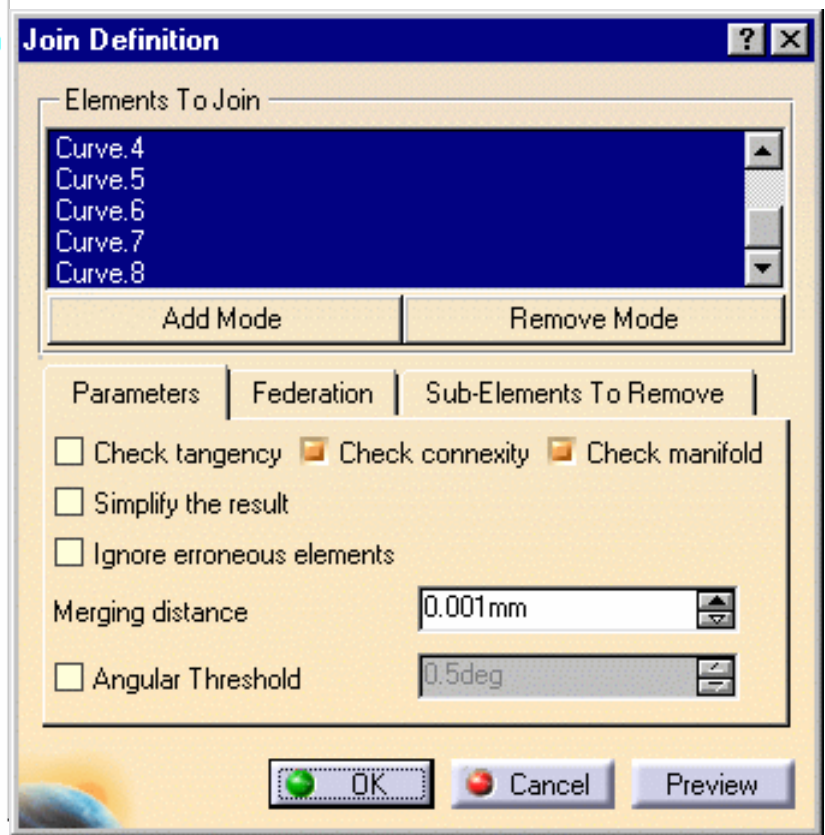 Join Definition
Elements To Join
Curve.4
Curve.5
Curve.6
Curve.7
Curve.8
Add Mode Remove Mode
Parameters Federation Sub-Elements To Remove
Check tangency Check connexity Check manifold
Simplify the result
Ignore erroneous elements
Merging distance 0.001mm
Angular Threshold 0.5deg
OK Cancel Preview